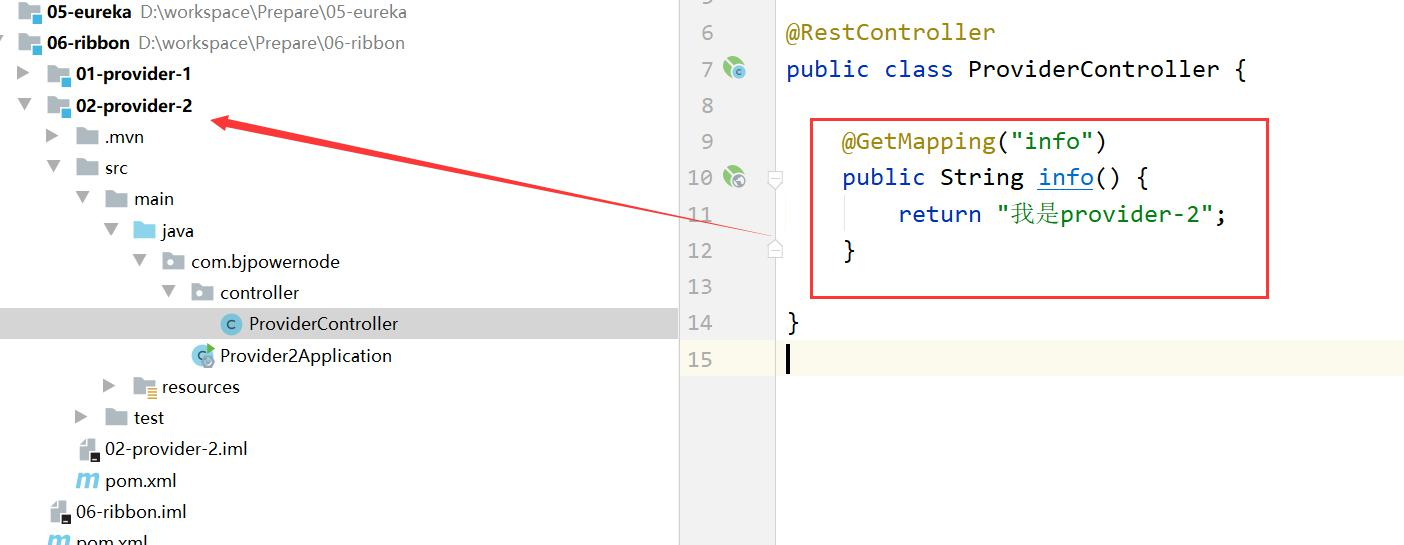 05-eureka D:\workspace\Prepare\05-eureka
06-ribbon D:\workspace\Prepare\06-ribbon
01-provider-1
02-provider-2
.mvn
src
main
java
com.bjpowernode
controller
ProviderController
Provider2Application
resources
test
02-provider-2.iml
pom.xml
06-ribbon.iml
pom.xml
6 @RestController
7 public class ProviderController {
8
9 @GetMapping("info")
10 public String info() {
11 return "我是provider-2";
12 }
13
14 }
15